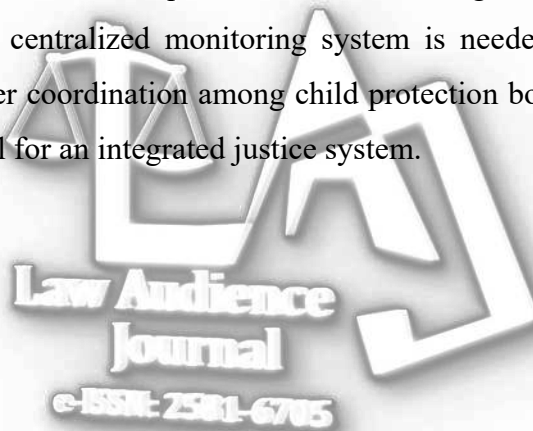 centralized monitoring system is neede
er coordination among child protection bo
l for an integrated justice system.
LAJ
Law Audience
Journal
e-ISSN: 2581-6705